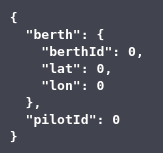 {
  "berth": {
    "berthId": 0,
    "lat": 0,
    "lon": 0
  },
  "pilotId": 0
}